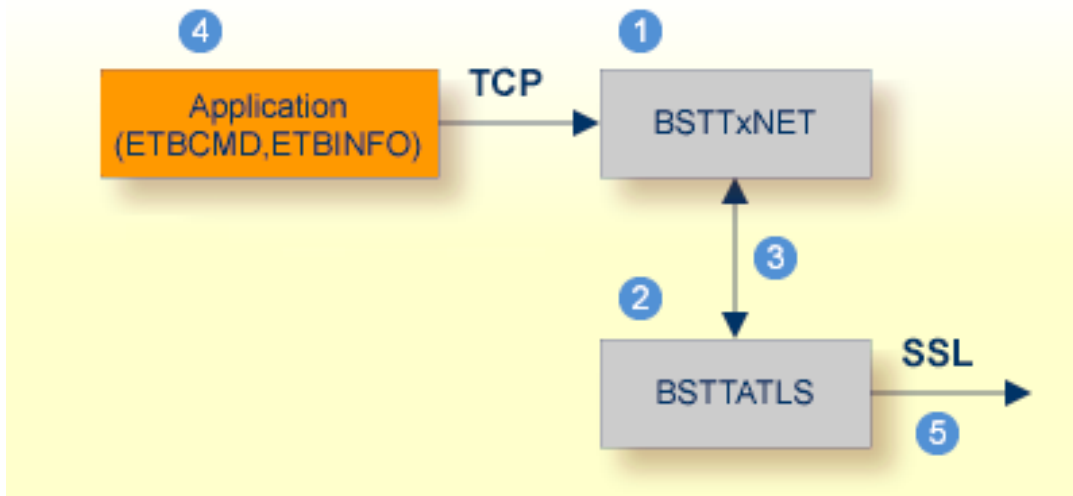 4
1
TCP
Application
(ETBCMD,ETBINFO)
BSTTxNET
3
2
SSL
BSTTATLS
5